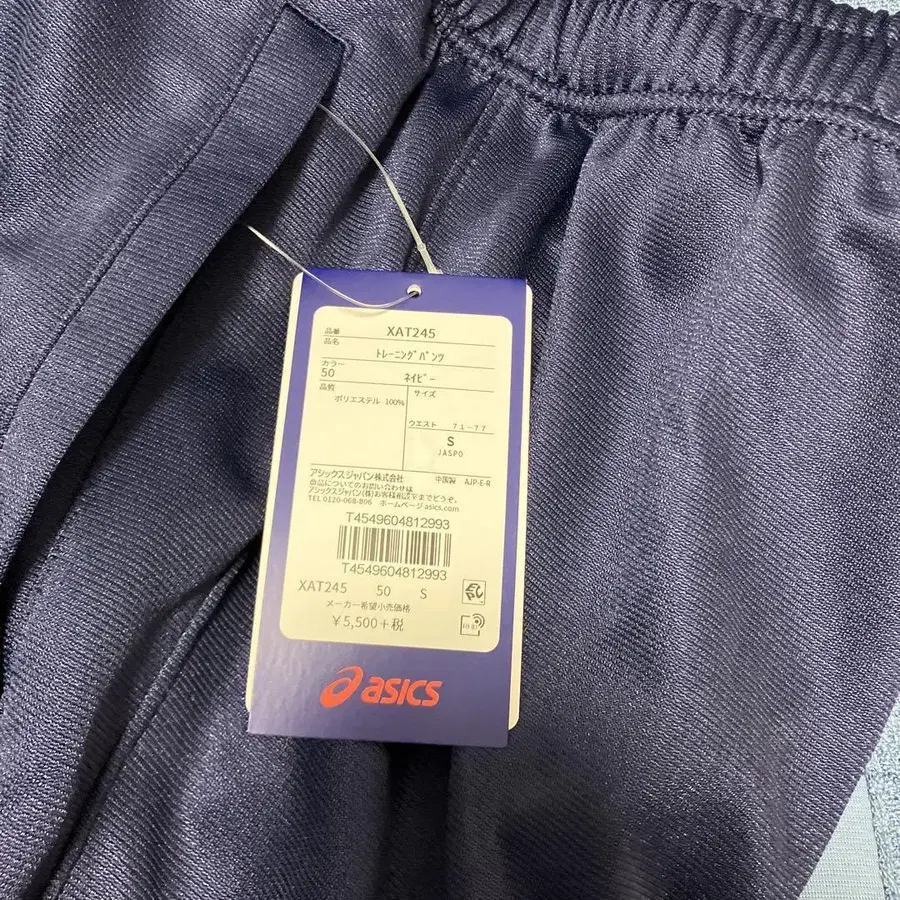 品番 XAT245
品名
ﾄﾚｰﾆﾝｸﾞﾊﾟﾝﾂ
カラー
50 ﾈｲﾋﾞｰ
品質 サイズ
ポリエステル 100%
ウエスト 71-77
S
JASPO
アシックスジャパン株式会社 中国製 AJP-E-R
商品についてのお問い合わせは
アシックスジャパン(株)お客様相談室までどうぞ。
TEL 0120-068-806 ホームページ asics.com
T4549604812993
T4549604812993
XAT245 50 S
メーカー希望小売価格
¥5,500+税
asics